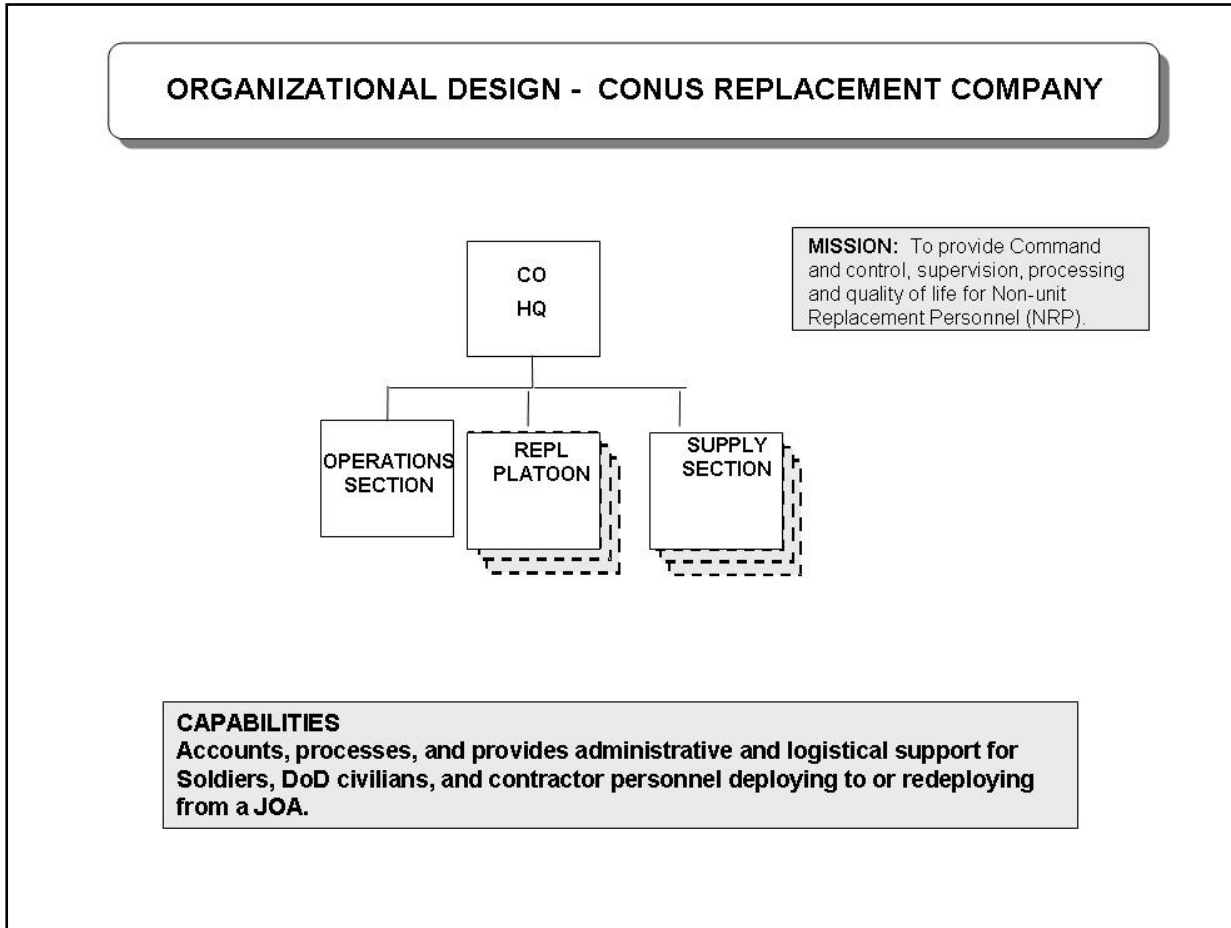 ORGANIZATIONAL DESIGN - CONUS REPLACEMENT COMPANY
MISSION: To provide Command
and control, supervision, processing
and quality of life for Non-unit
Replacement Personnel (NRP).
CO
HQ
OPERATIONS
SECTION
REPL
PLATOON
SUPPLY
SECTION
CAPABILITIES
Accounts, processes, and provides administrative and logistical support for
Soldiers, DoD civilians, and contractor personnel deploying to or redeploying
from a JOA.